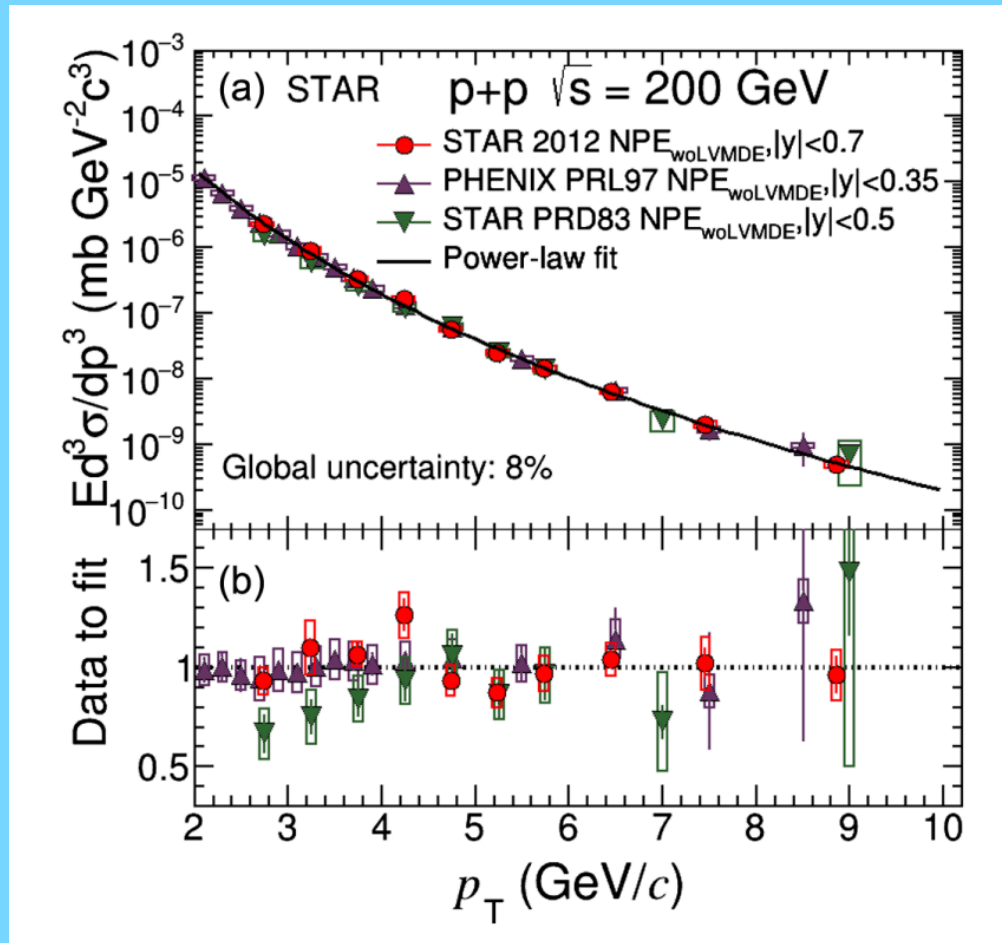 10⁻³
(a) STAR p+p √s = 200 GeV
10⁻⁴
STAR 2012 NPE_woLVMDE,|y|<0.7
10⁻⁵
PHENIX PRL97 NPE_woLVMDE,|y|<0.35
STAR PRD83 NPE_woLVMDE,|y|<0.5
10⁻⁶
Power-law fit
10⁻⁷
10⁻⁸
10⁻⁹
Global uncertainty: 8%
10⁻¹⁰
Ed³σ/dp³ (mb GeV⁻²c³)
(b)
1.5
1
0.5
Data to fit
2 3 4 5 6 7 8 9 10
p_T (GeV/c)